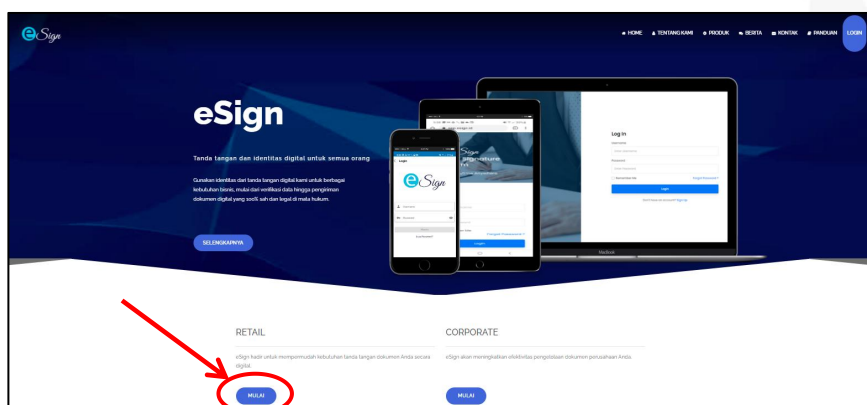 eSign
HOME TENTANG KAMI PRODUK BERITA KONTAK PANDUAN LOGIN
eSign
Tanda tangan dan identitas digital untuk semua orang
Gunakan identitas dan tanda tangan digital kami untuk berbagai
kebutuhan bisnis, mulai dari verifikasi data hingga pengiriman
dokumen digital yang 100% sah dan legal di mata hukum.
SELENGKAPNYA
Login
eSign
Log in
Username
Password
Login
MacBook
RETAIL
eSign hadir untuk mempermudah kebutuhan tanda tangan dokumen Anda secara
digital.
MULAI
CORPORATE
eSign akan meningkatkan efektivitas pengelolaan dokumen perusahaan Anda.
MULAI